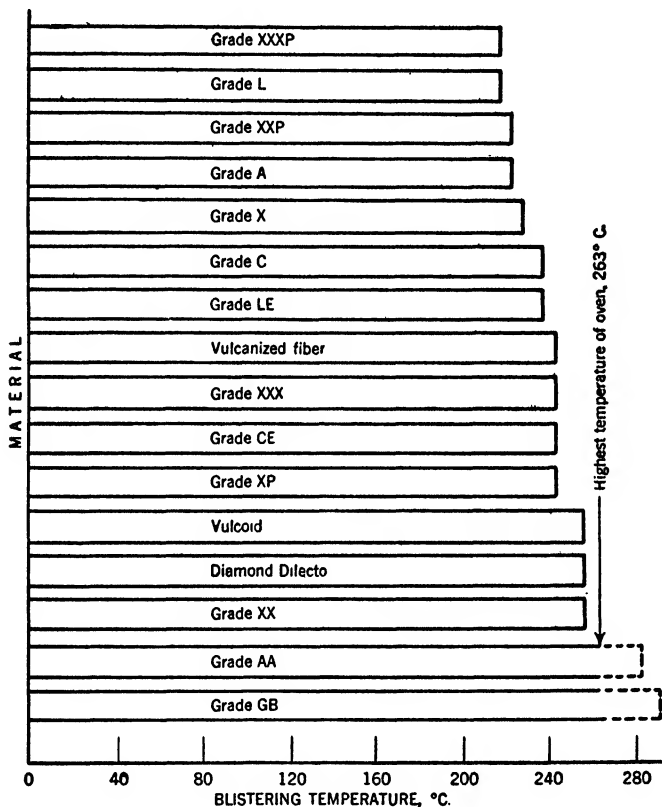 Grade XXXP
Grade L
Grade XXP
Grade A
Grade X
Grade C
Grade LE
Vulcanized fiber
Grade XXX
Grade CE
Grade XP
Vulcoid
Diamond Dilecto
Grade XX
Grade AA
Grade GB
MATERIAL
Highest temperature of oven, 263° C.
0 40 80 120 160 200 240 280
BLISTERING TEMPERATURE, °C.